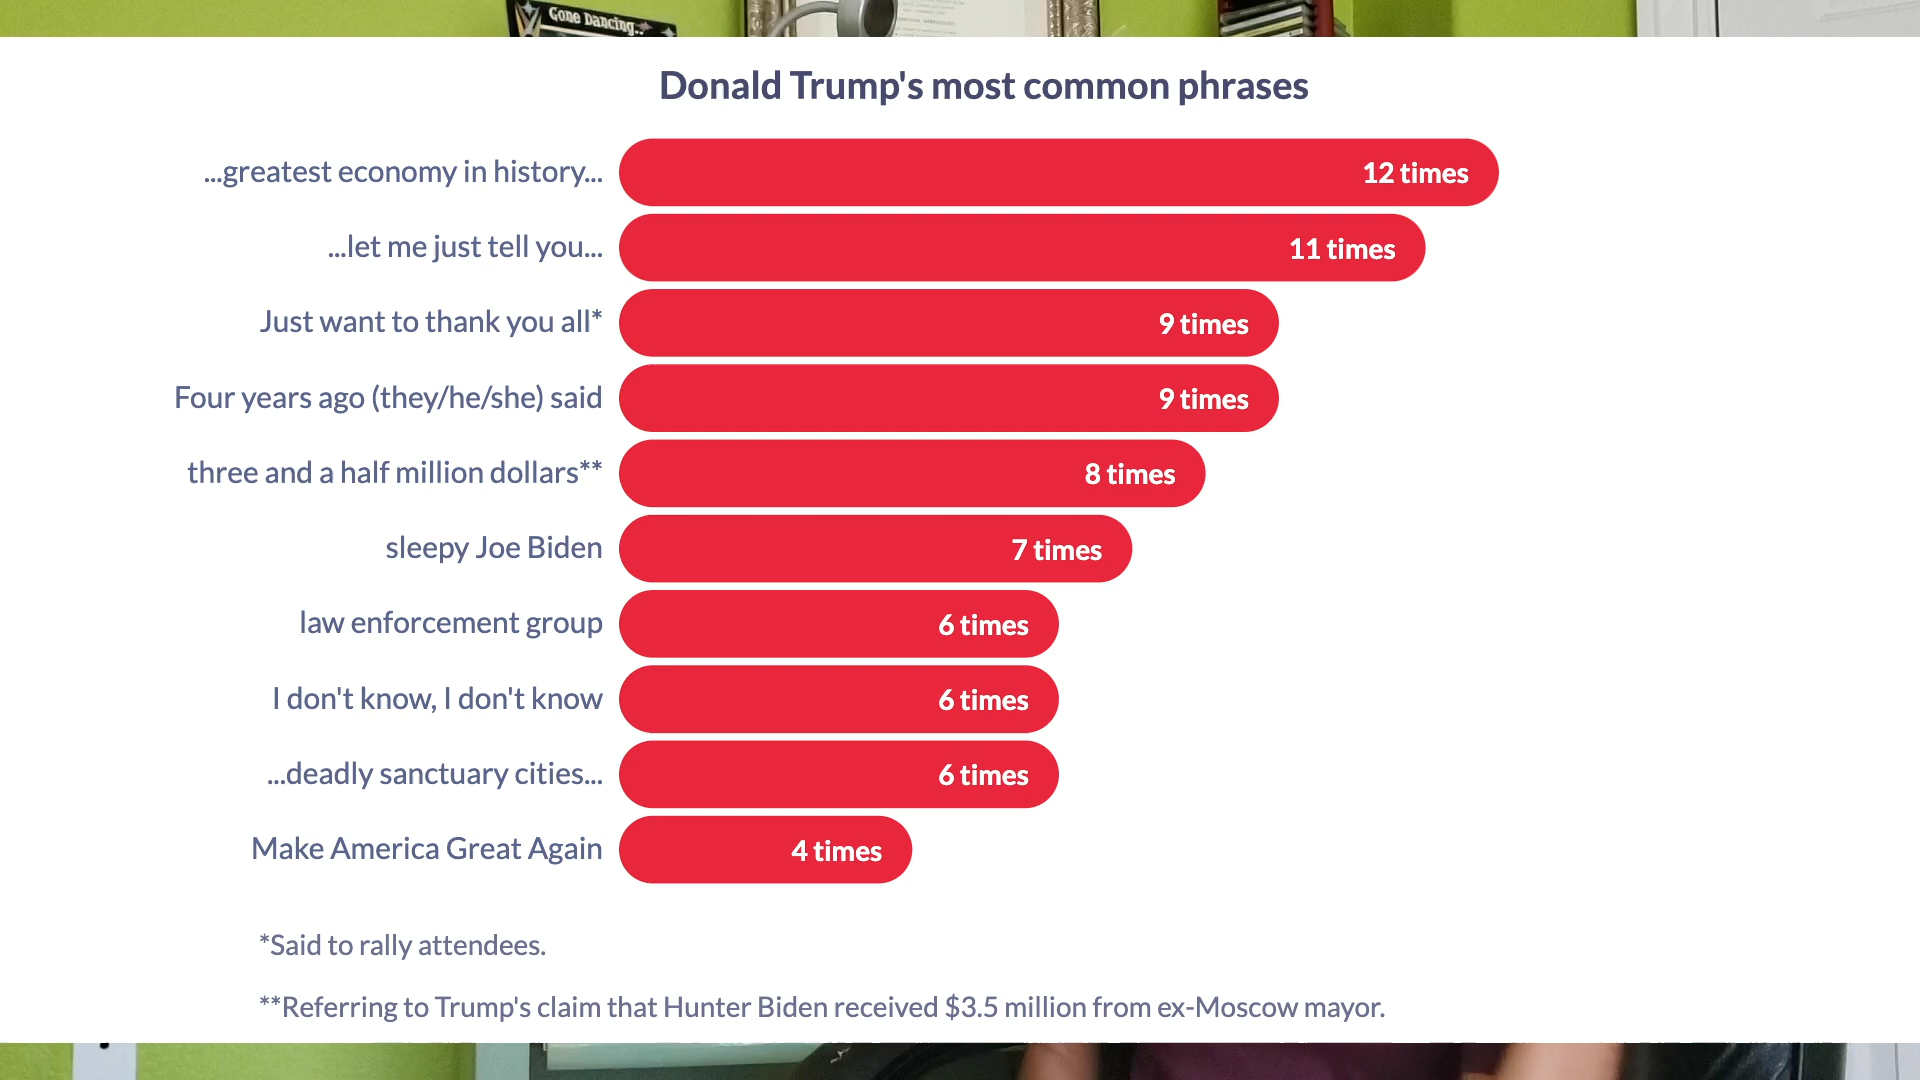 Gone Dancing..
Donald Trump's most common phrases
...greatest economy in history... 12 times
...let me just tell you... 11 times
Just want to thank you all* 9 times
Four years ago (they/he/she) said 9 times
three and a half million dollars** 8 times
sleepy Joe Biden 7 times
law enforcement group 6 times
I don't know, I don't know 6 times
...deadly sanctuary cities... 6 times
Make America Great Again 4 times
*Said to rally attendees.
**Referring to Trump's claim that Hunter Biden received $3.5 million from ex-Moscow mayor.